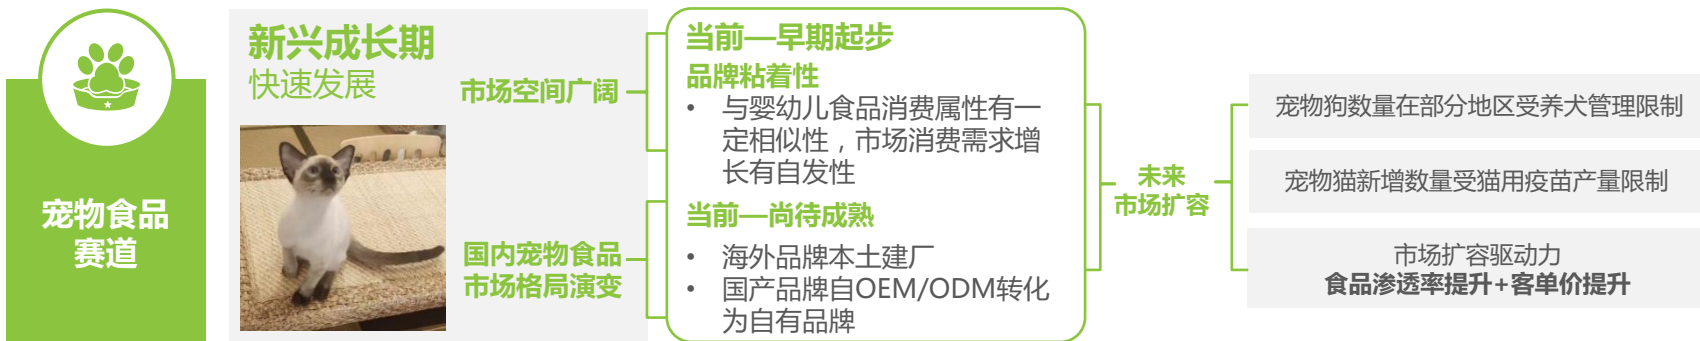 宠物食品
赛道
新兴成长期
快速发展
市场空间广阔
国内宠物食品
市场格局演变
当前—早期起步
品牌粘着性
• 与婴幼儿食品消费属性有一
定相似性，市场消费需求增
长有自发性
当前—尚待成熟
• 海外品牌本土建厂
• 国产品牌自OEM/ODM转化
为自有品牌
未来
市场扩容
宠物狗数量在部分地区受养犬管理限制
宠物猫新增数量受猫用疫苗产量限制
市场扩容驱动力
食品渗透率提升+客单价提升